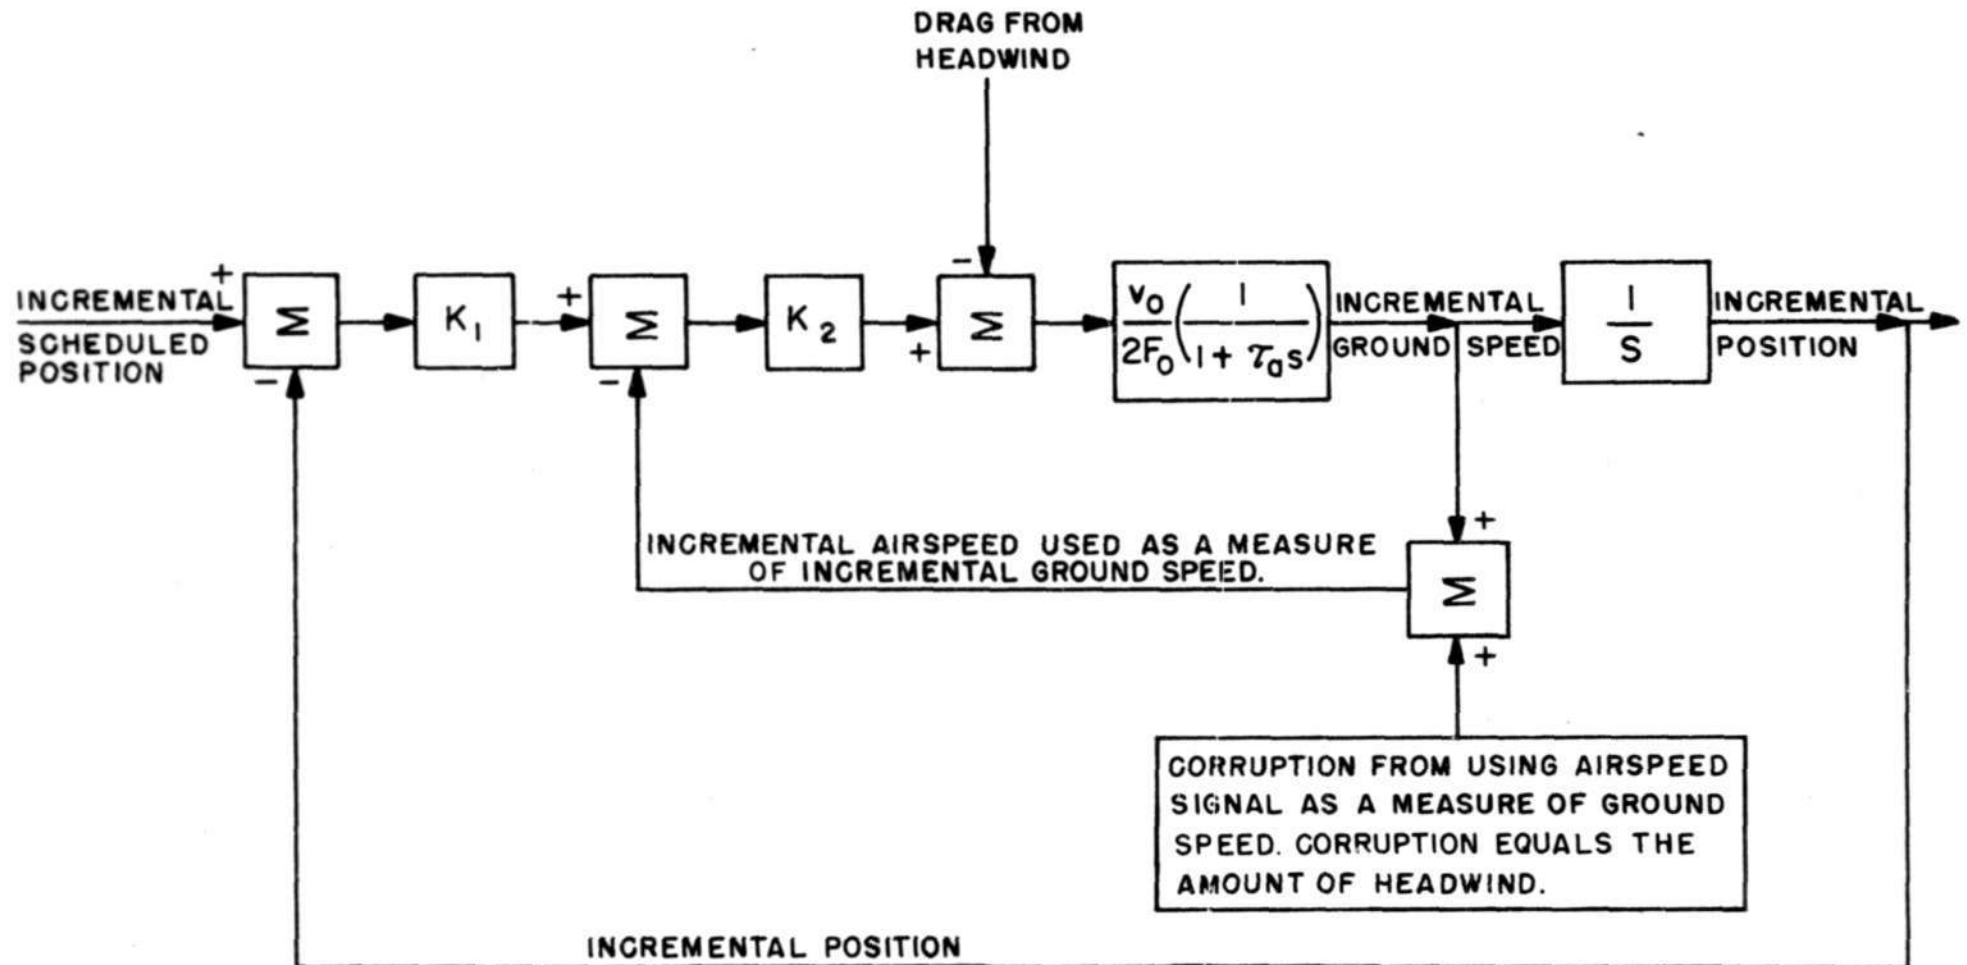 DRAG FROM
HEADWIND
-
+
INCREMENTAL
SCHEDULED
POSITION
-
Σ
K1
+
-
Σ
K2
+
Σ
v0
2F0
(
1
1 + τas
)
INCREMENTAL
GROUND SPEED
1
S
INCREMENTAL
POSITION
+
INCREMENTAL AIRSPEED USED AS A MEASURE
OF INCREMENTAL GROUND SPEED.
Σ
+
CORRUPTION FROM USING AIRSPEED
SIGNAL AS A MEASURE OF GROUND
SPEED. CORRUPTION EQUALS THE
AMOUNT OF HEADWIND.
INCREMENTAL POSITION